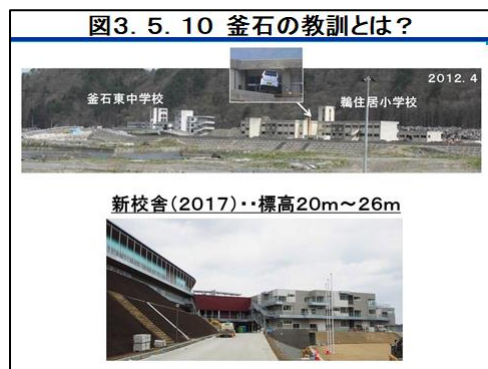 図3．5．10 釜石の教訓とは？
2012.4
釜石東中学校
鵜住居小学校
新校舎(2017)･･標高20m～26m